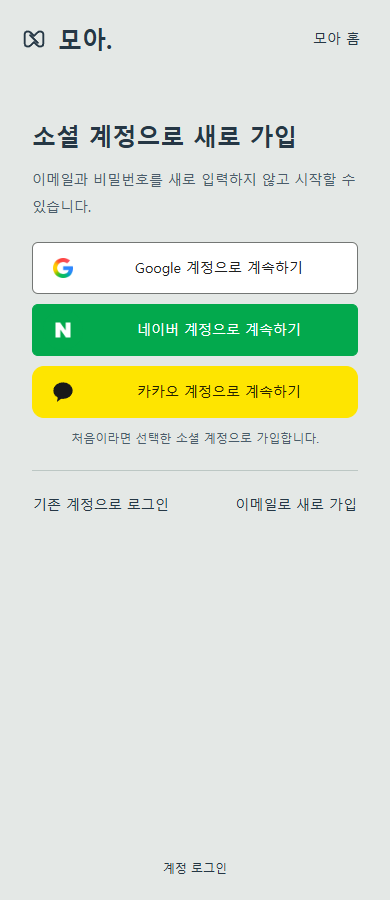 모아.
모아 홈
소셜 계정으로 새로 가입
이메일과 비밀번호를 새로 입력하지 않고 시작할 수
있습니다.
Google 계정으로 계속하기
네이버 계정으로 계속하기
카카오 계정으로 계속하기
처음이라면 선택한 소셜 계정으로 가입합니다.
기존 계정으로 로그인
이메일로 새로 가입
계정 로그인